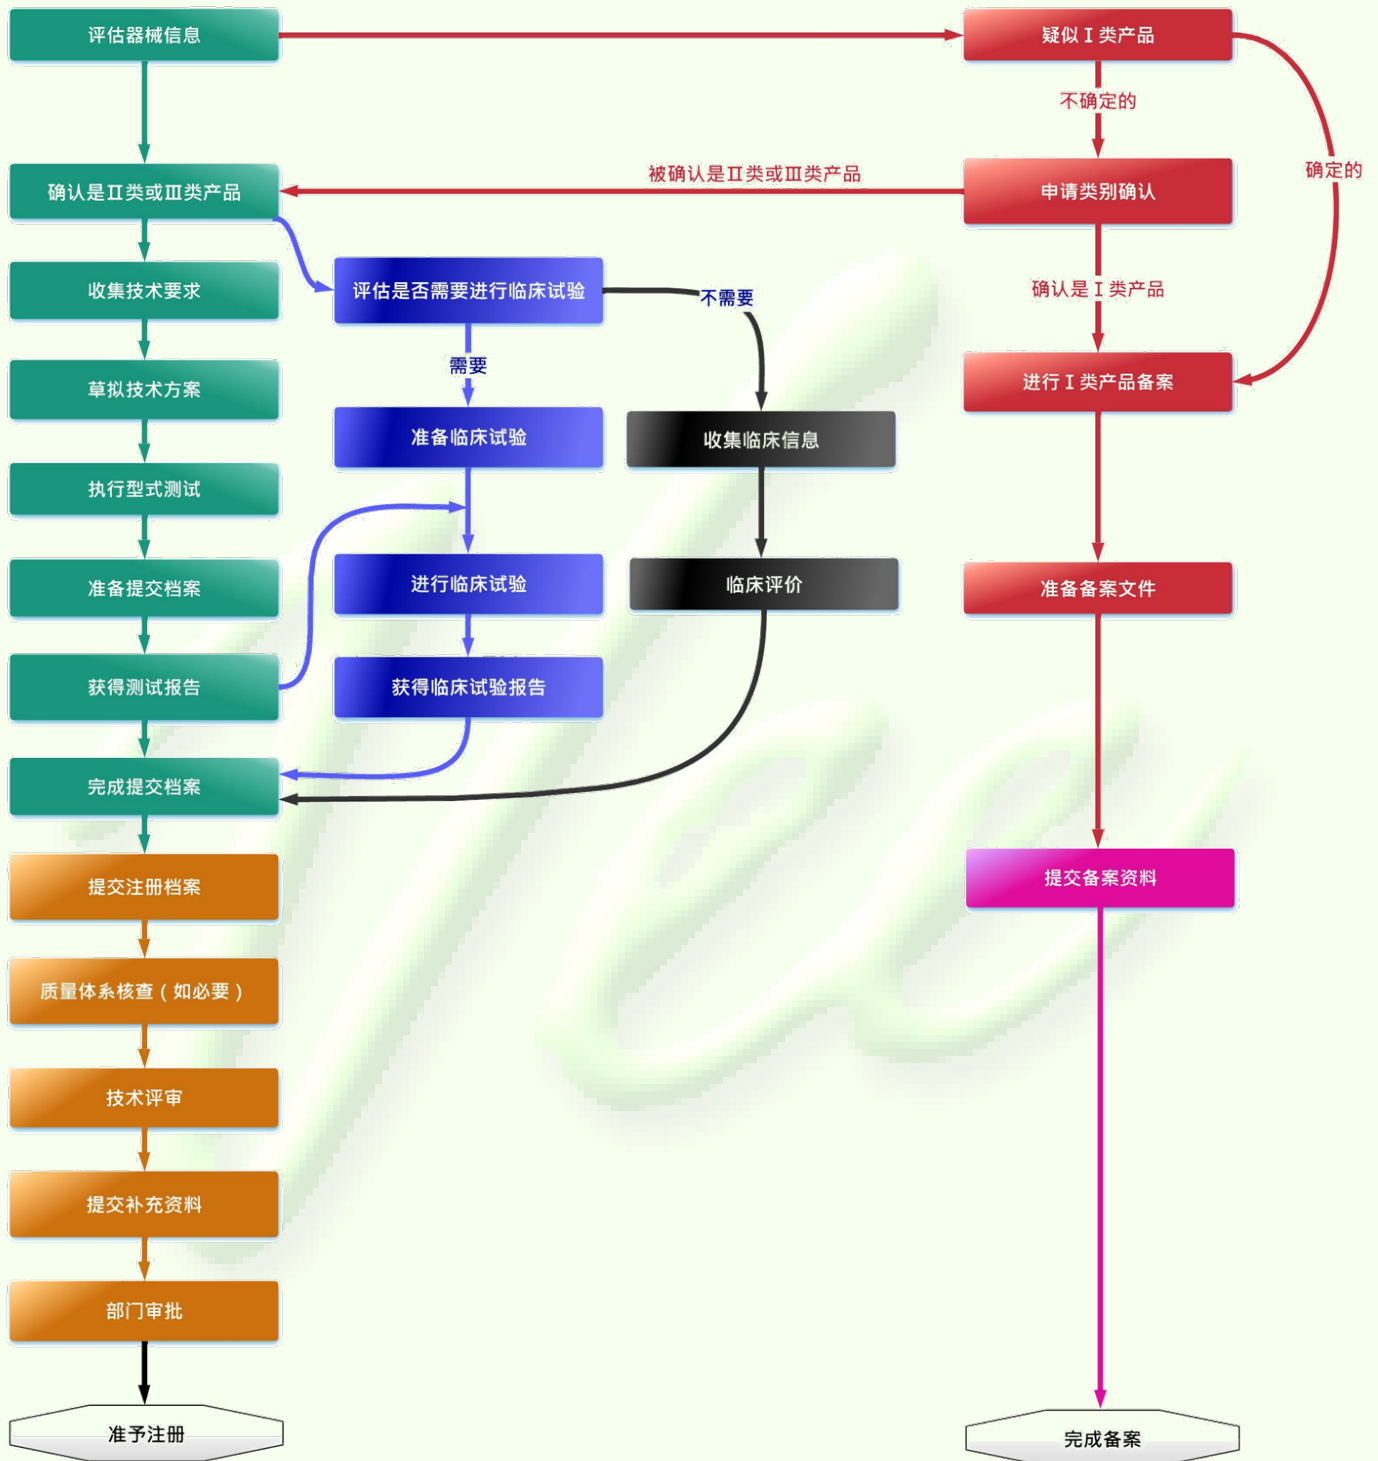 评估器械信息
疑似Ⅰ类产品
不确定的
确定的
被确认是Ⅱ类或Ⅲ类产品
确认是Ⅱ类或Ⅲ类产品
申请类别确认
收集技术要求
评估是否需要进行临床试验
不需要
确认是Ⅰ类产品
需要
草拟技术方案
进行Ⅰ类产品备案
准备临床试验
收集临床信息
执行型式测试
准备提交档案
进行临床试验
临床评价
准备备案文件
获得测试报告
获得临床试验报告
完成提交档案
提交注册档案
提交备案资料
质量体系核查（如必要）
技术评审
提交补充资料
部门审批
准予注册
完成备案